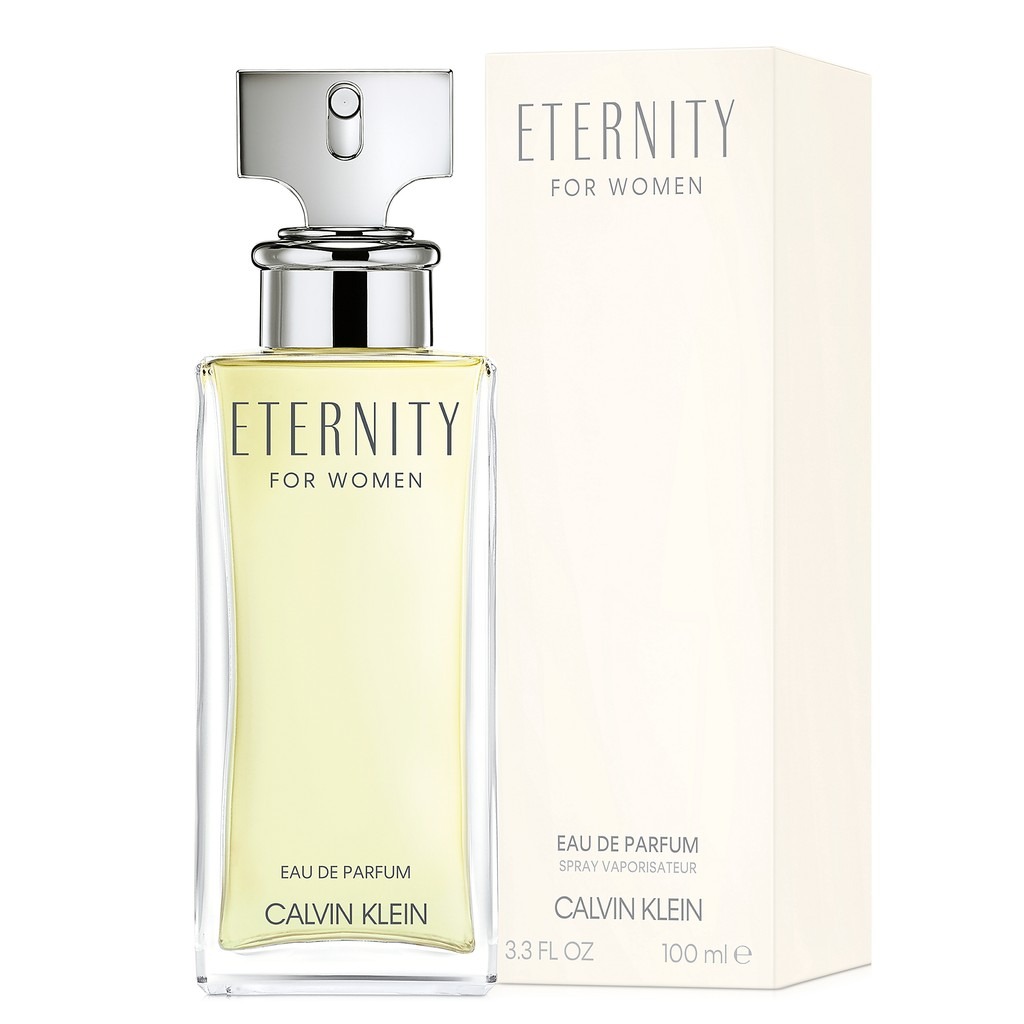 ETERNITY
FOR WOMEN
EAU DE PARFUM
CALVIN KLEIN
ETERNITY
FOR WOMEN
EAU DE PARFUM
SPRAY VAPORISATEUR
CALVIN KLEIN
3.3 FL OZ 100 ml ℮